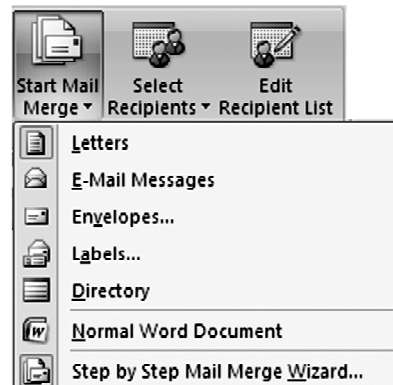 Start Mail Select Edit
Merge Recipients Recipient List
Letters
E-Mail Messages
Envelopes...
Labels...
Directory
Normal Word Document
Step by Step Mail Merge Wizard...